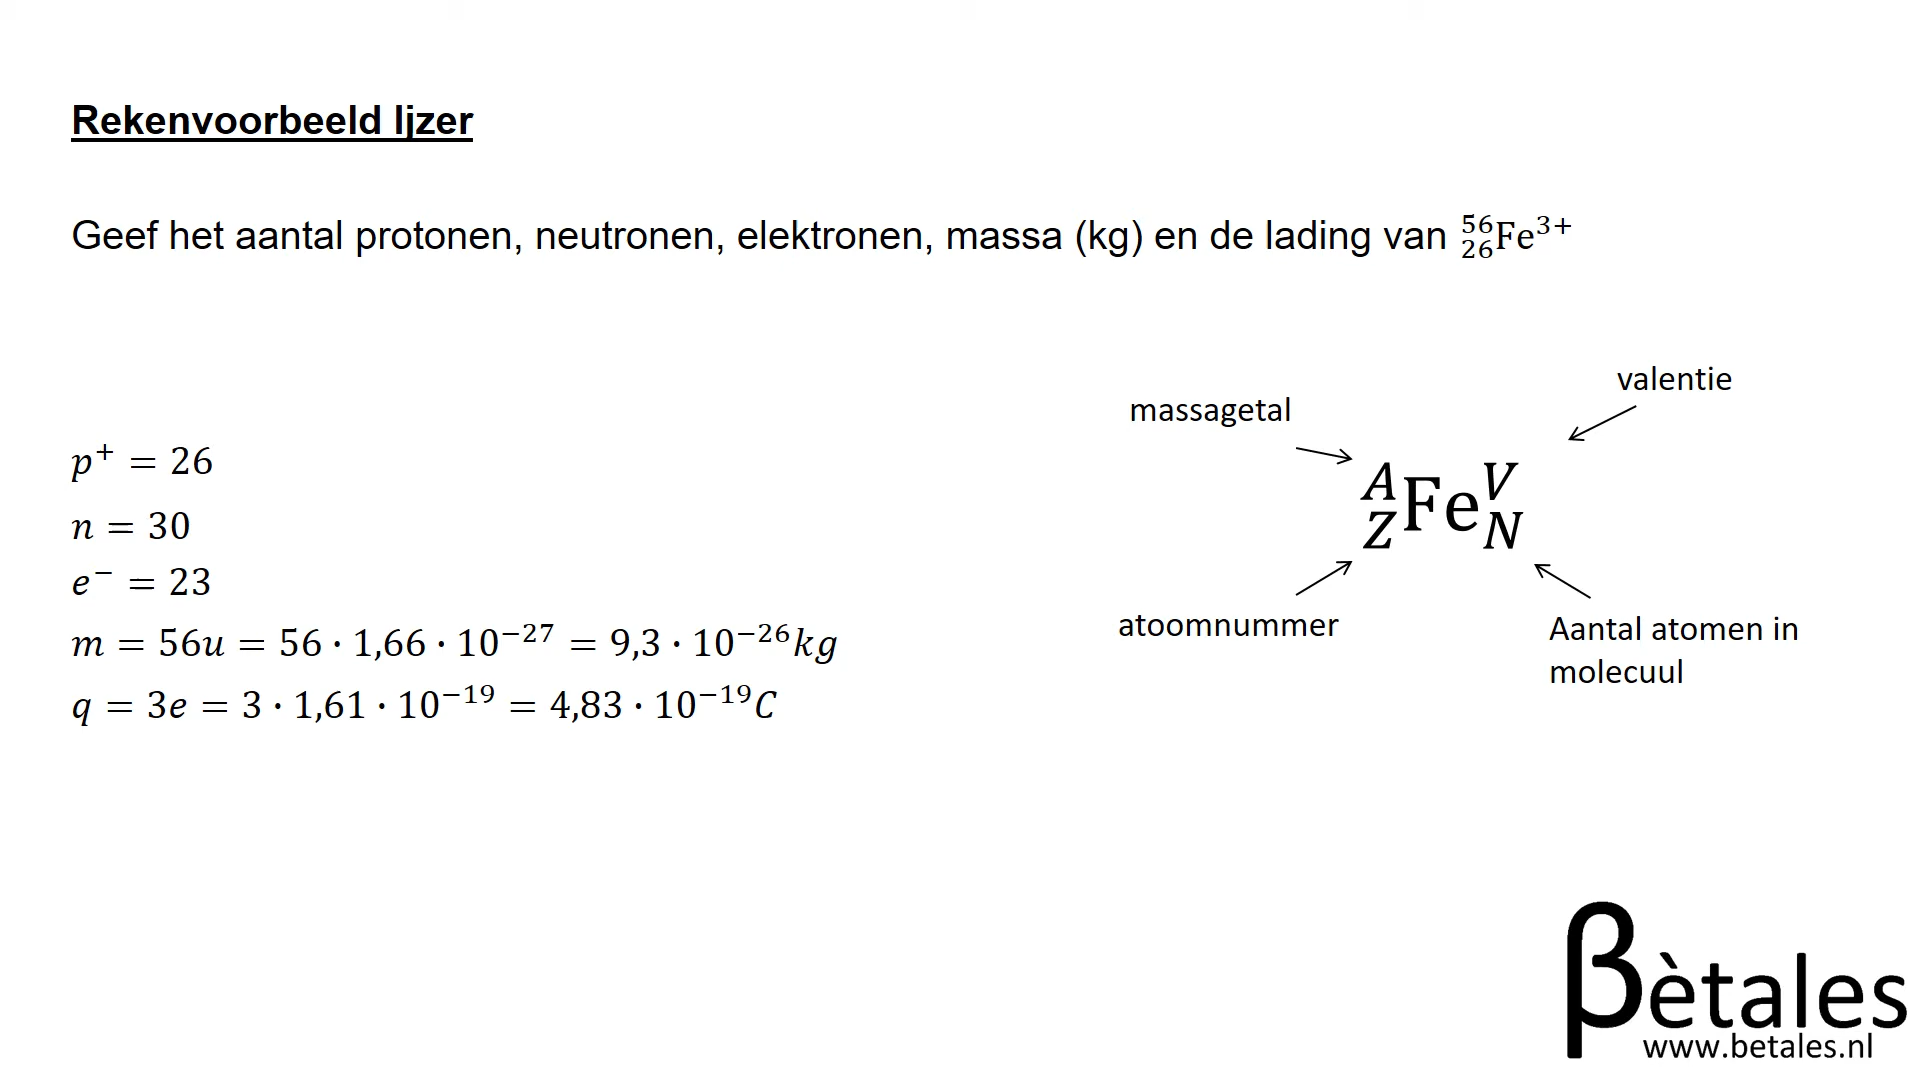 Rekenvoorbeeld Ijzer
Geef het aantal protonen, neutronen, elektronen, massa (kg) en de lading van ⁵⁶₂₆Fe³⁺
p⁺ = 26
n = 30
e⁻ = 23
m = 56u = 56 · 1,66 · 10⁻²⁷ = 9,3 · 10⁻²⁶kg
q = 3e = 3 · 1,61 · 10⁻¹⁹ = 4,83 · 10⁻¹⁹C
valentie
massagetal
A V
Fe
Z N
atoomnummer
Aantal atomen in
molecuul
βètales
www.betales.nl